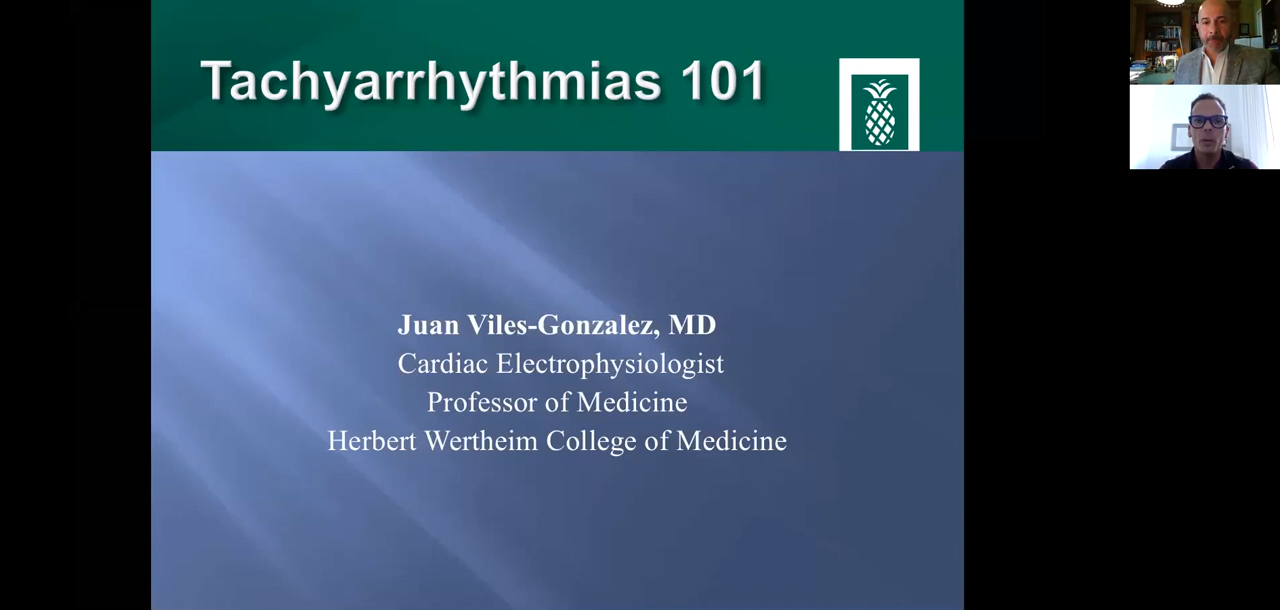 Tachyarrhythmias 101
Juan Viles-Gonzalez, MD
Cardiac Electrophysiologist
Professor of Medicine
Herbert Wertheim College of Medicine